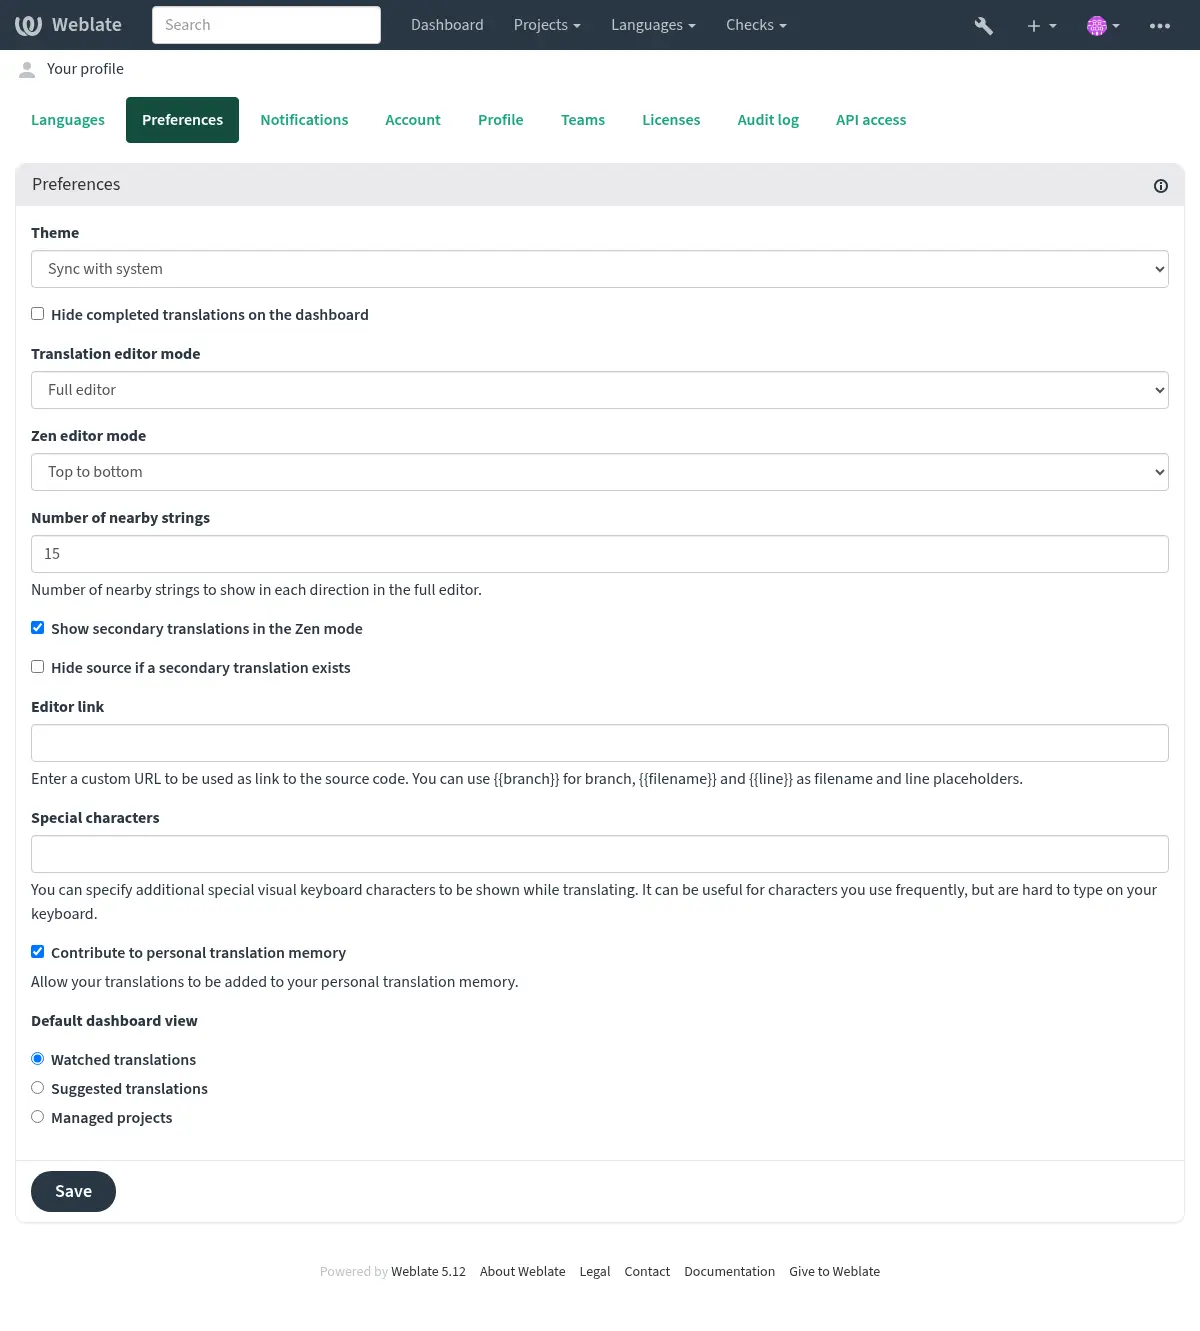 Weblate
Search
Dashboard
Projects
Languages
Checks
Your profile
Languages
Preferences
Notifications
Account
Profile
Teams
Licenses
Audit log
API access
Preferences
Theme
Sync with system
Hide completed translations on the dashboard
Translation editor mode
Full editor
Zen editor mode
Top to bottom
Number of nearby strings
15
Number of nearby strings to show in each direction in the full editor.
Show secondary translations in the Zen mode
Hide source if a secondary translation exists
Editor link
Enter a custom URL to be used as link to the source code. You can use {{branch}} for branch, {{filename}} and {{line}} as filename and line placeholders.
Special characters
You can specify additional special visual keyboard characters to be shown while translating. It can be useful for characters you use frequently, but are hard to type on your
keyboard.
Contribute to personal translation memory
Allow your translations to be added to your personal translation memory.
Default dashboard view
Watched translations
Suggested translations
Managed projects
Save
Powered by Weblate 5.12
About Weblate
Legal
Contact
Documentation
Give to Weblate